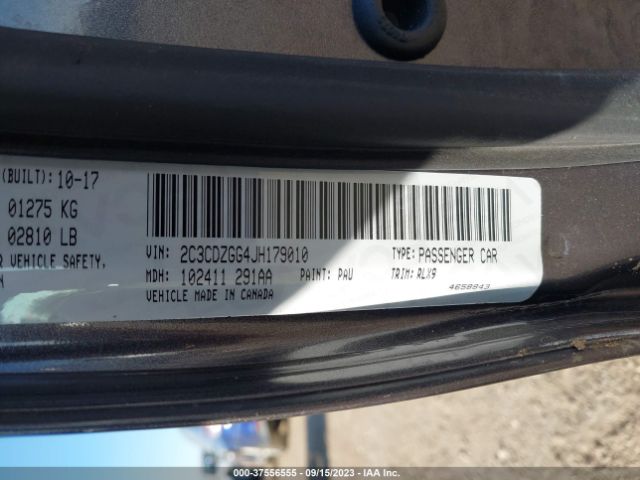 (BUILT): 10-17
01275 KG
02810 LB
R VEHICLE SAFETY,
N
VIN: 2C3CDZGG4JH179010
TYPE: PASSENGER CAR
MDH: 102411 291AA PAINT: PAU TRIM: RLX9
VEHICLE MADE IN CANADA
4658843
000-37556555 - 09/15/2023 - IAA Inc.